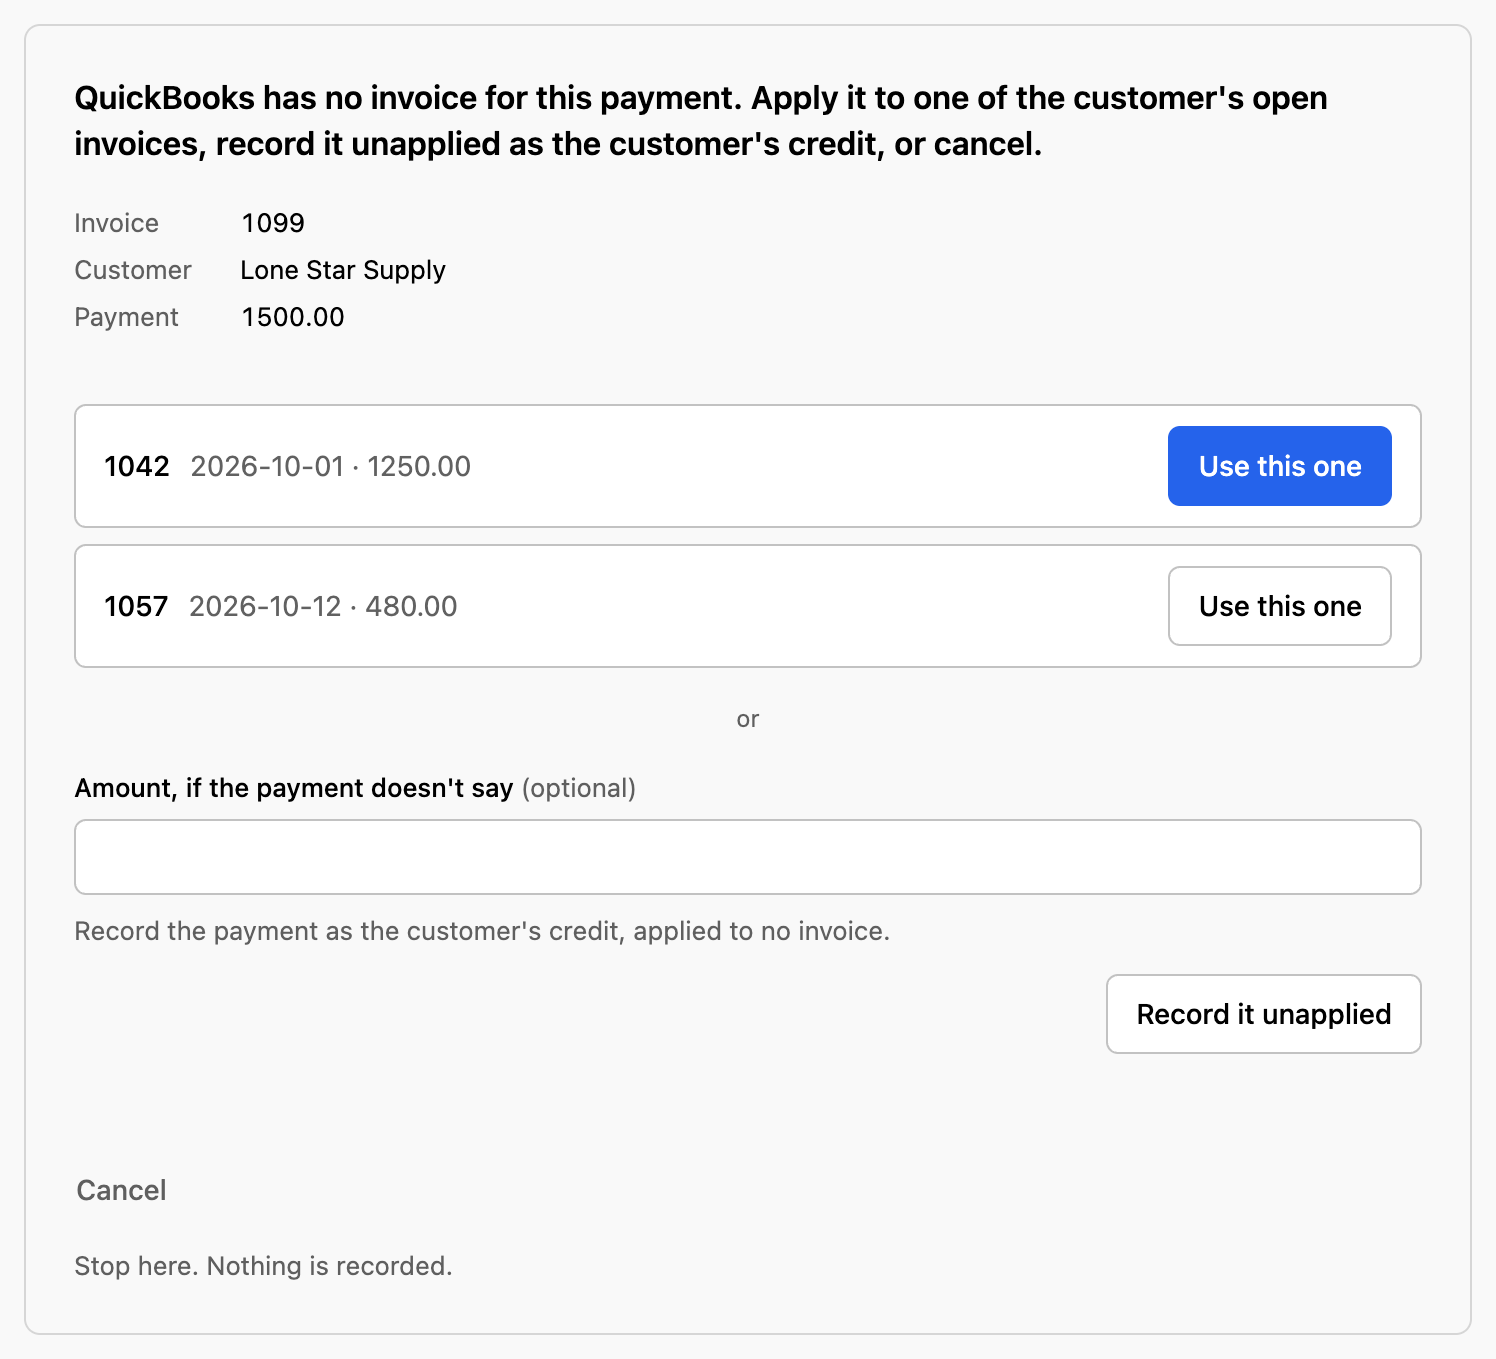 QuickBooks has no invoice for this payment. Apply it to one of the customer's open
invoices, record it unapplied as the customer's credit, or cancel.
Invoice 1099
Customer Lone Star Supply
Payment 1500.00
1042 2026-10-01 · 1250.00 Use this one
1057 2026-10-12 · 480.00 Use this one
or
Amount, if the payment doesn't say (optional)
Record the payment as the customer's credit, applied to no invoice.
Record it unapplied
Cancel
Stop here. Nothing is recorded.